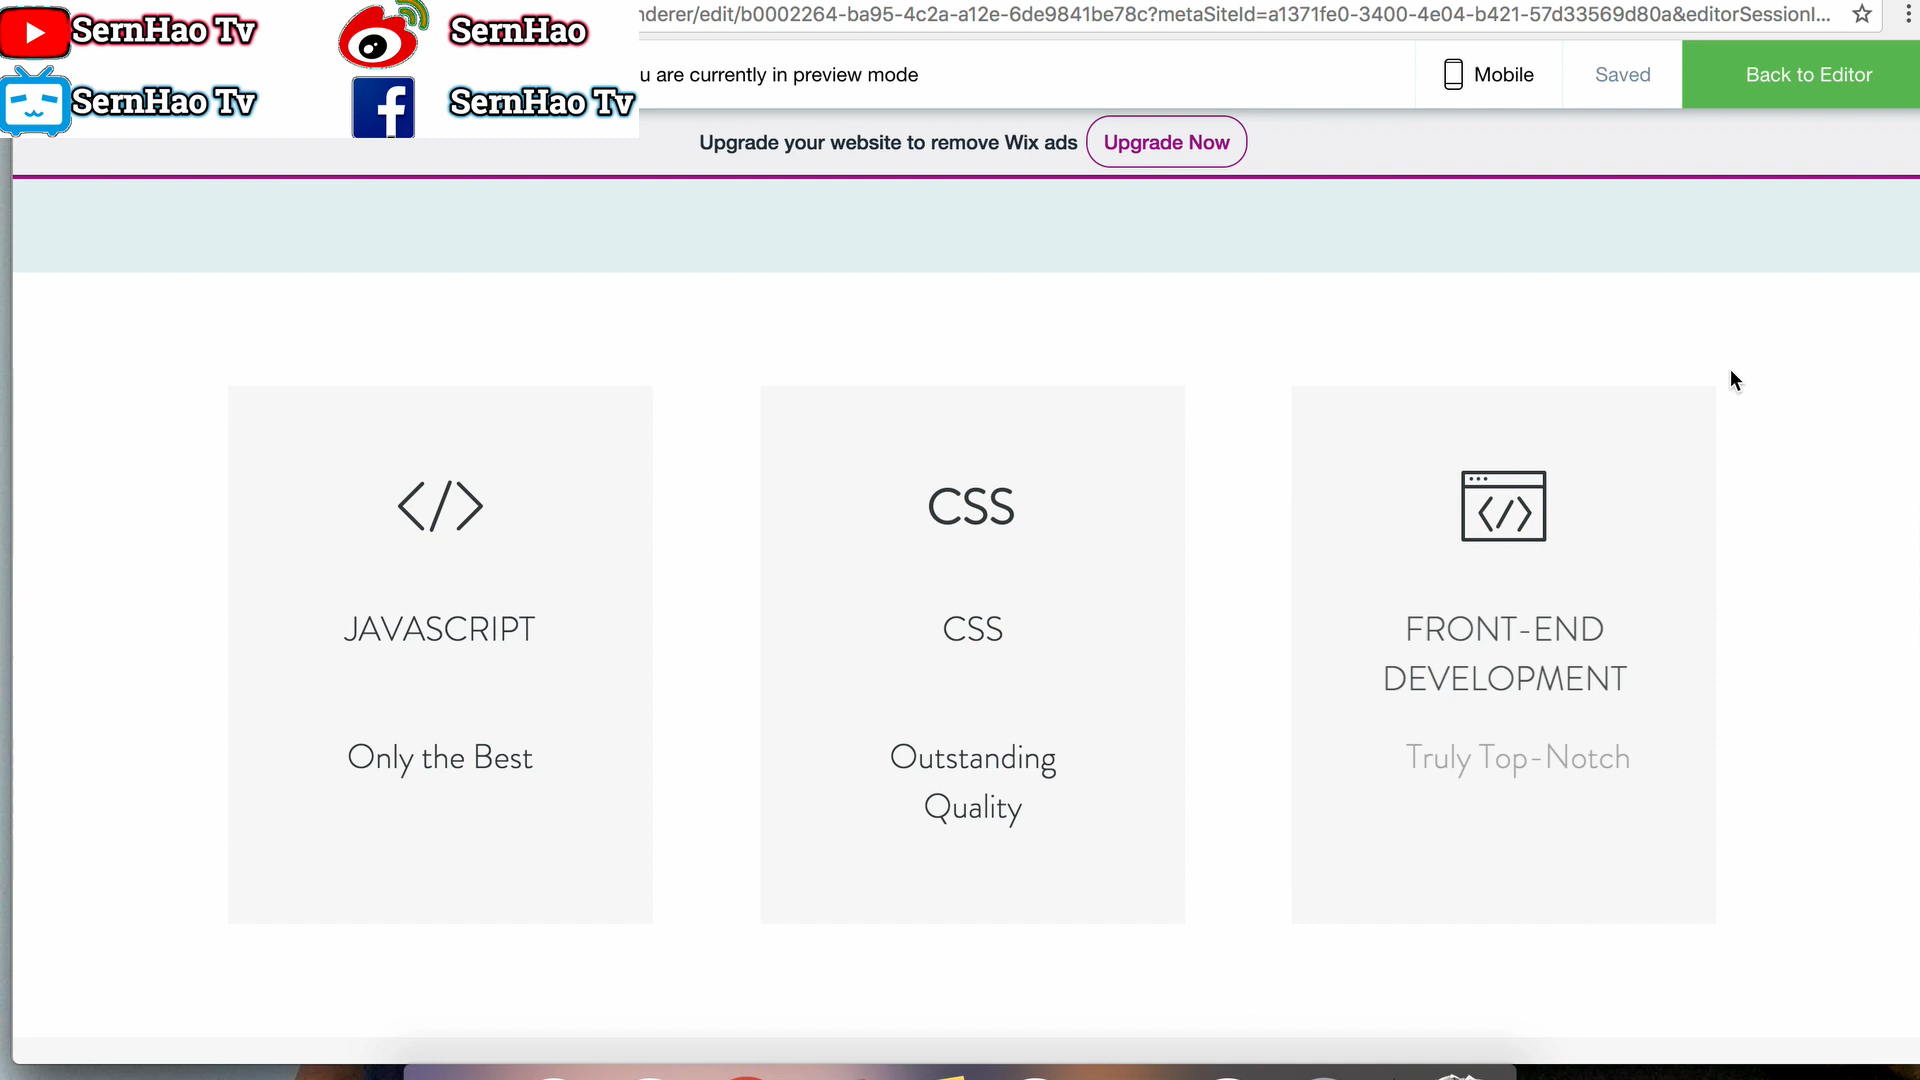 SernHao Tv
SernHao
SernHao Tv
SernHao Tv
nderer/edit/b0002264-ba95-4c2a-a12e-6de9841be78c?metaSiteId=a1371fe0-3400-4e04-b421-57d33569d80a&editorSessionI...
u are currently in preview mode
Mobile
Saved
Back to Editor
Upgrade your website to remove Wix ads
Upgrade Now
</>
CSS
</>
JAVASCRIPT
CSS
FRONT-END
DEVELOPMENT
Only the Best
Outstanding
Quality
Truly Top-Notch